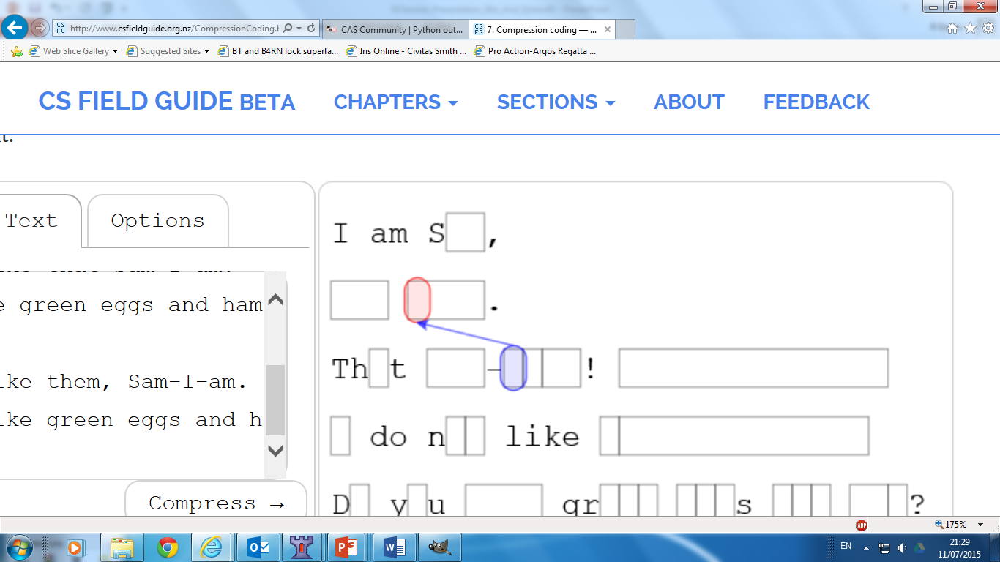 http://www.csfieldguide.org.nz/CompressionCoding.h
CAS Community | Python out...
7. Compression coding — ...
Web Slice Gallery
Suggested Sites
BT and B4RN lock superfa...
Iris Online - Civitas Smith ...
Pro Action-Argos Regatta ...
CS FIELD GUIDE BETA
CHAPTERS
SECTIONS
ABOUT
FEEDBACK
Text
Options
e green eggs and ham
ike them, Sam-I-am.
ike green eggs and h
Compress →
I am S ,
.
Th t - !
do n like
D y u gr s ?
ABP
175%
EN
21:29
11/07/2015